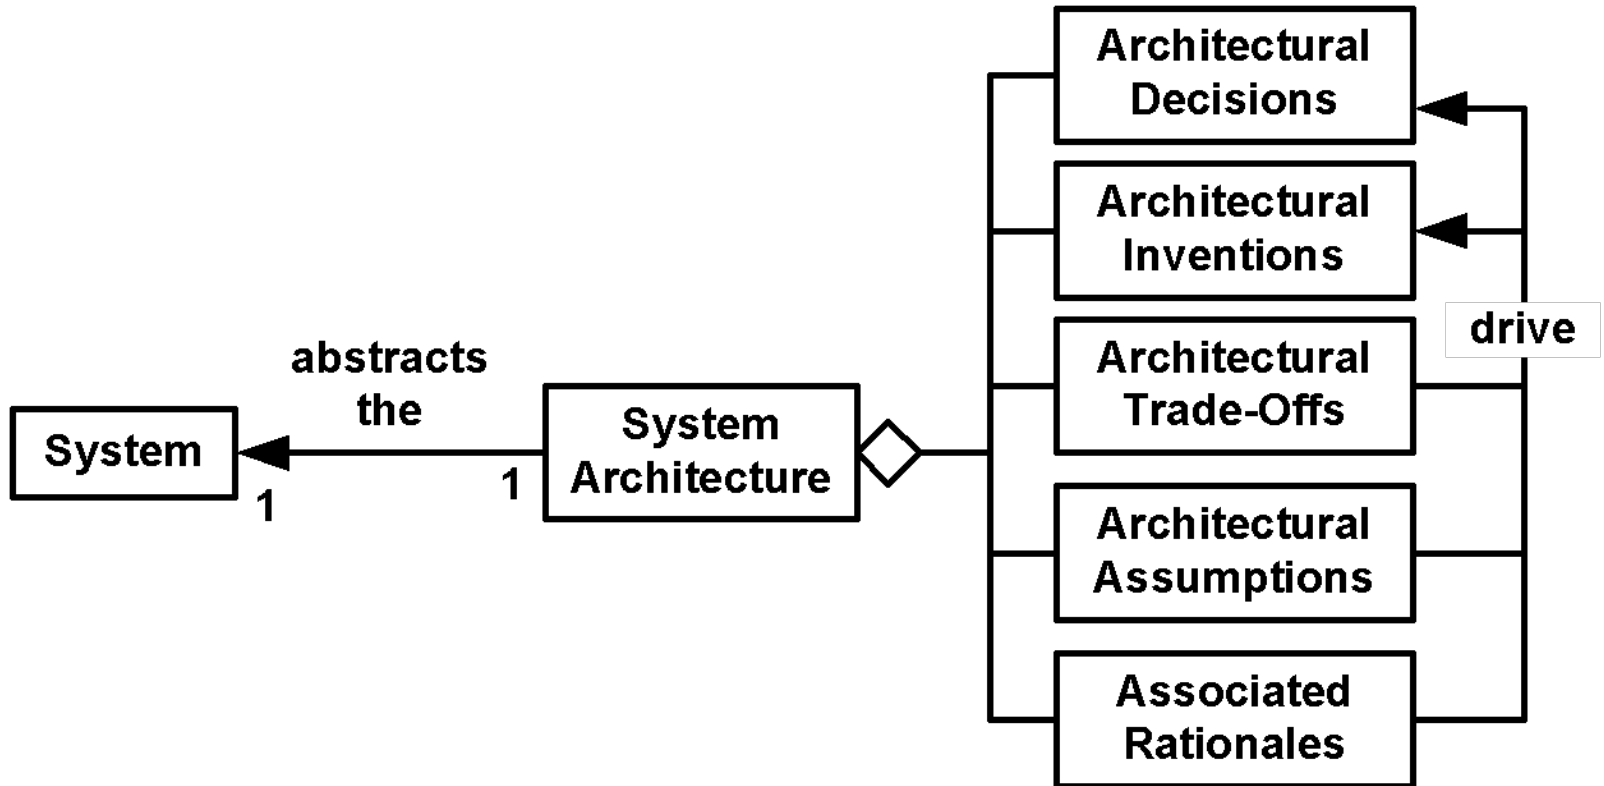 Architectural
Decisions
Architectural
Inventions
drive
abstracts
the
Architectural
Trade-Offs
System
1
1
System
Architecture
Architectural
Assumptions
Associated
Rationales